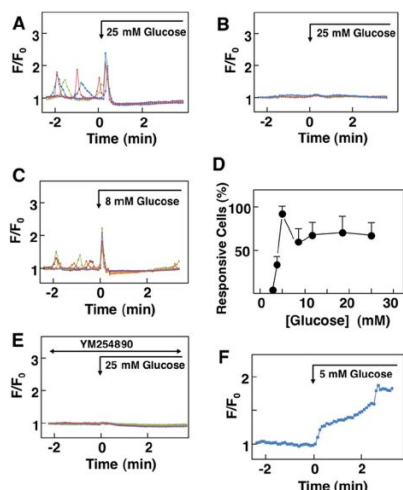 A
25 mM Glucose
F/F0
3
2
1
-2 0 2
Time (min)
B
25 mM Glucose
F/F0
3
2
1
-2 0 2
Time (min)
C
8 mM Glucose
F/F0
3
2
1
-2 0 2
Time (min)
D
Responsive Cells (%)
100
50
0 5 10 15 20 25 30
[Glucose] (mM)
E
YM254890
25 mM Glucose
F/F0
3
2
1
-2 0 2
Time (min)
F
5 mM Glucose
F/F0
2
1
-2 0 2
Time (min)